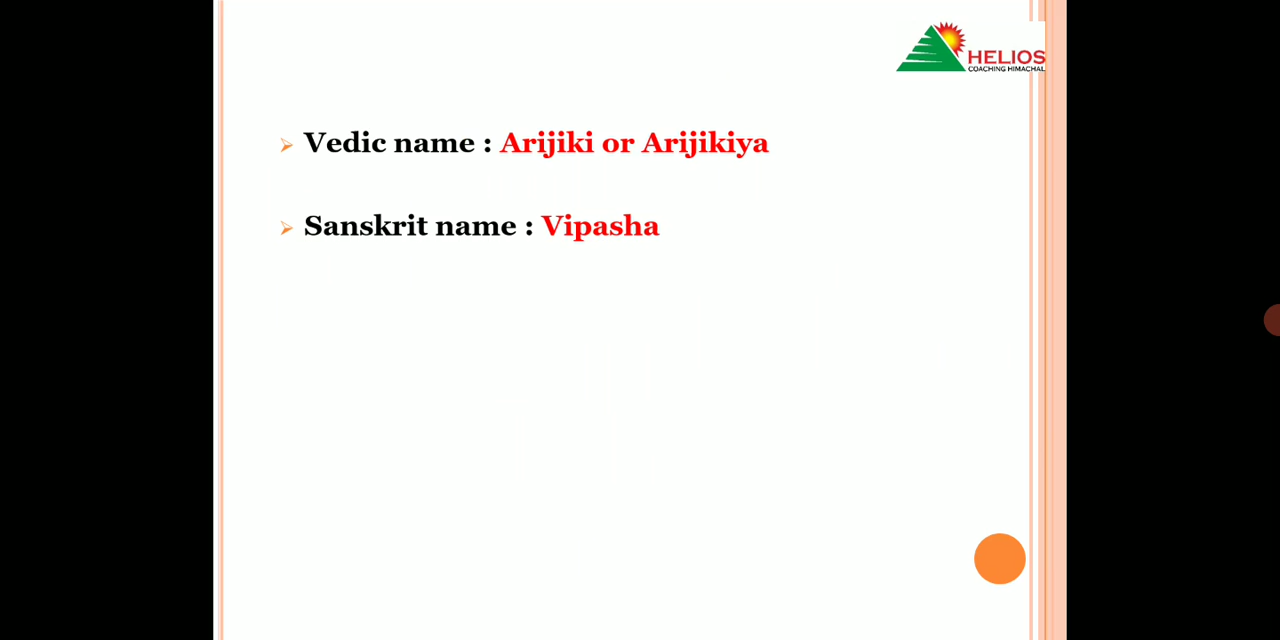 HELIOS
COACHING HIMACHAL
Vedic name : Arijiki or Arijikiya
Sanskrit name : Vipasha